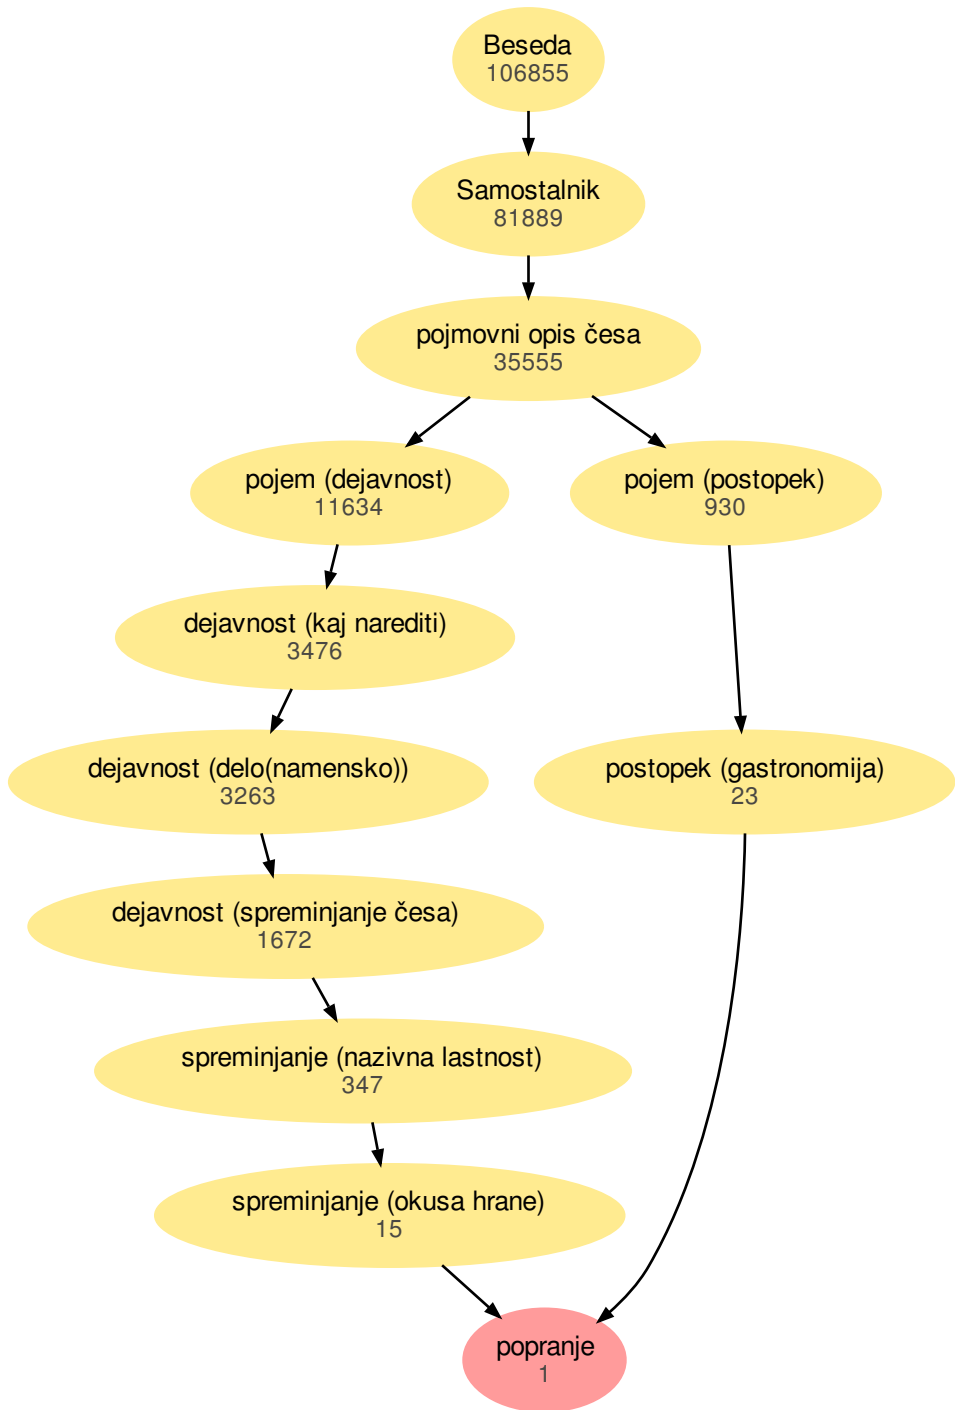 Beseda
106855
Samostalnik
81889
pojmovni opis česa
35555
pojem (dejavnost)
11634
pojem (postopek)
930
dejavnost (kaj narediti)
3476
dejavnost (delo(namensko))
3263
postopek (gastronomija)
23
dejavnost (spreminjanje česa)
1672
spreminjanje (nazivna lastnost)
347
spreminjanje (okusa hrane)
15
popranje
1